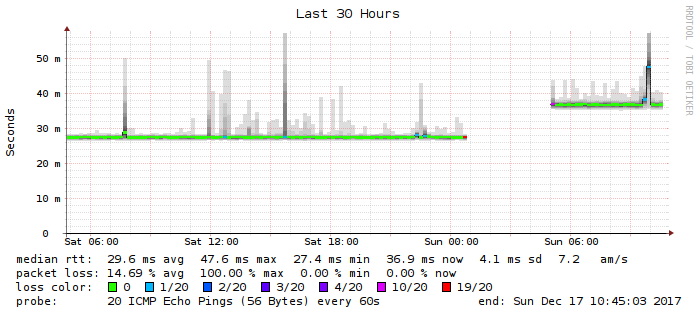 Last 30 Hours
RRDTOOL / TOBI OETIKER
Seconds
50 m
40 m
30 m
20 m
10 m
0
Sat 06:00 Sat 12:00 Sat 18:00 Sun 00:00 Sun 06:00
median rtt: 29.6 ms avg 47.6 ms max 27.4 ms min 36.9 ms now 4.1 ms sd 7.2 am/s
packet loss: 14.69 % avg 100.00 % max 0.00 % min 0.00 % now
loss color: 0 1/20 2/20 3/20 4/20 10/20 19/20
probe: 20 ICMP Echo Pings (56 Bytes) every 60s end: Sun Dec 17 10:45:03 2017